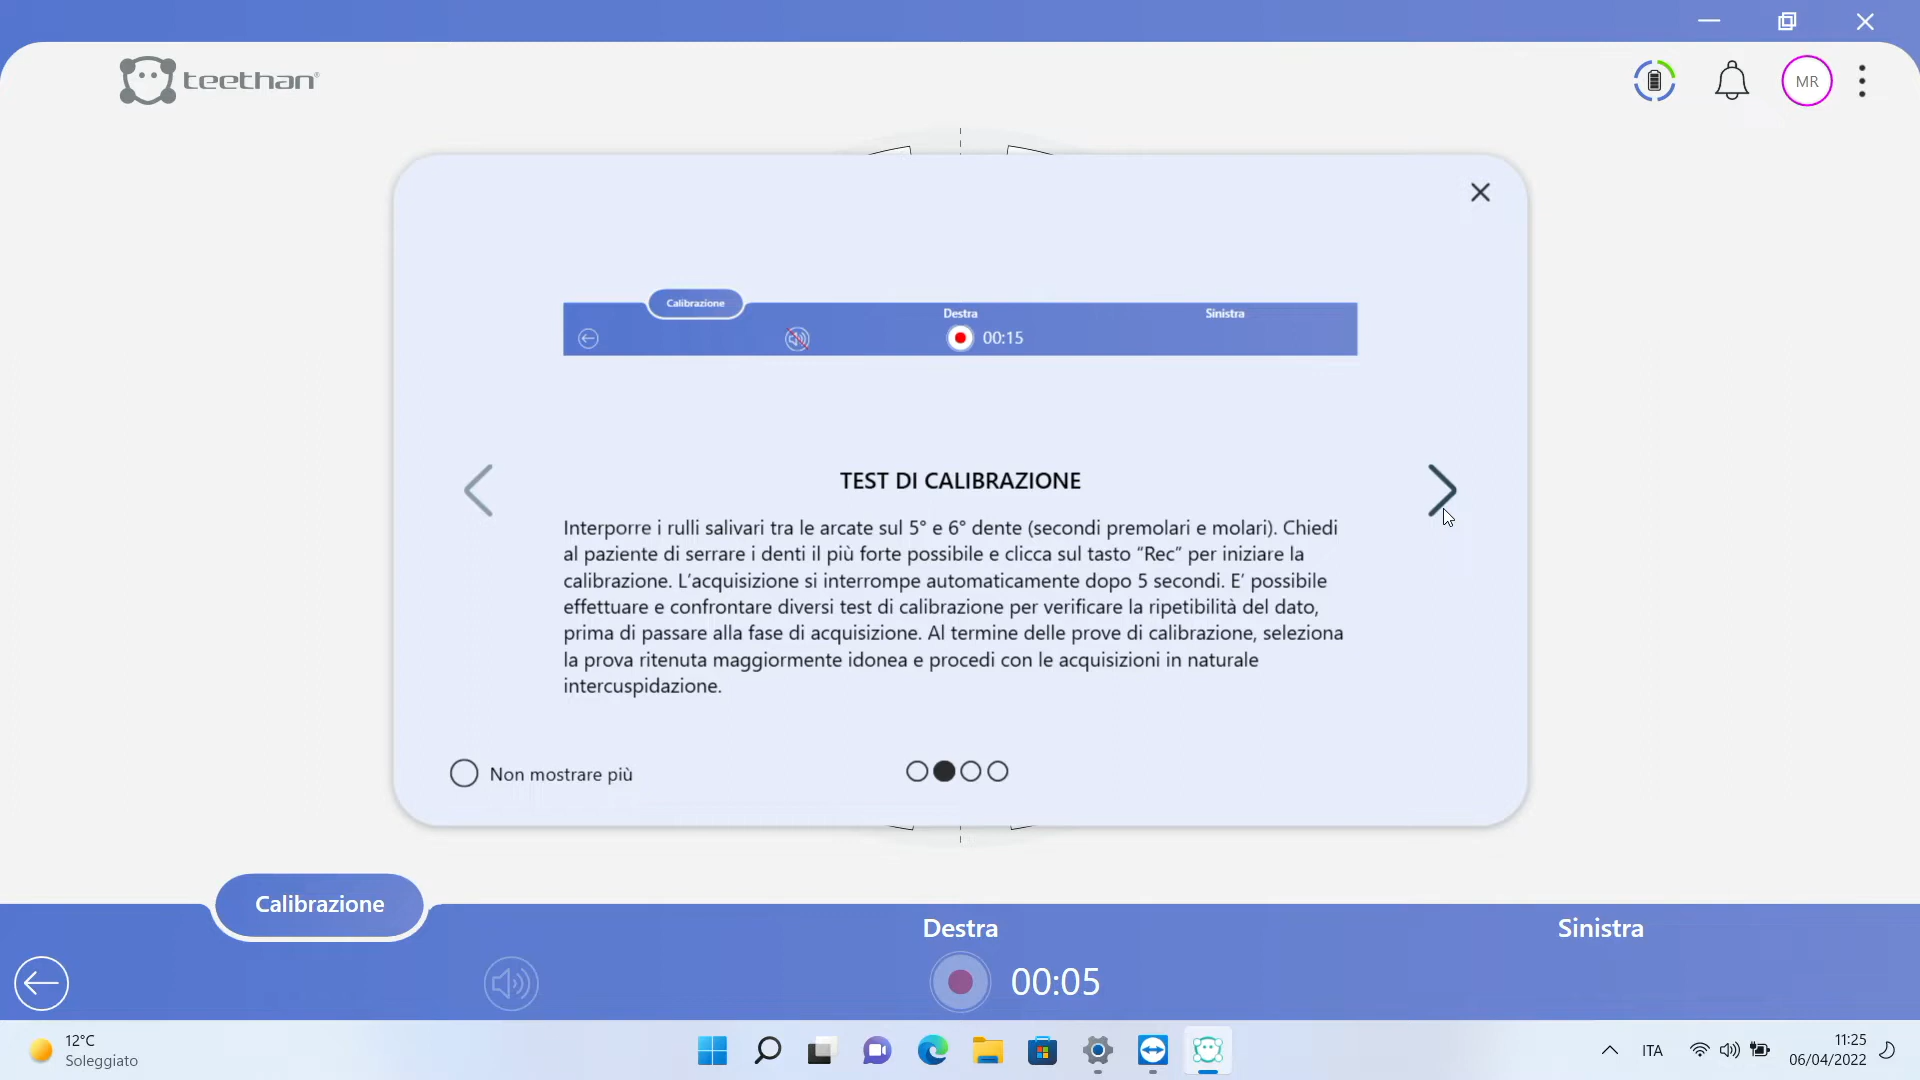 teethan®
MR
Calibrazione
Destra
Sinistra
00:15
TEST DI CALIBRAZIONE
Interporre i rulli salivari tra le arcate sul 5° e 6° dente (secondi premolari e molari). Chiedi
al paziente di serrare i denti il più forte possibile e clicca sul tasto “Rec” per iniziare la
calibrazione. L’acquisizione si interrompe automaticamente dopo 5 secondi. E’ possibile
effettuare e confrontare diversi test di calibrazione per verificare la ripetibilità del dato,
prima di passare alla fase di acquisizione. Al termine delle prove di calibrazione, seleziona
la prova ritenuta maggiormente idonea e procedi con le acquisizioni in naturale
intercuspidazione.
Non mostrare più
Calibrazione
Destra
Sinistra
00:05
12°C
Soleggiato
ITA
11:25
06/04/2022